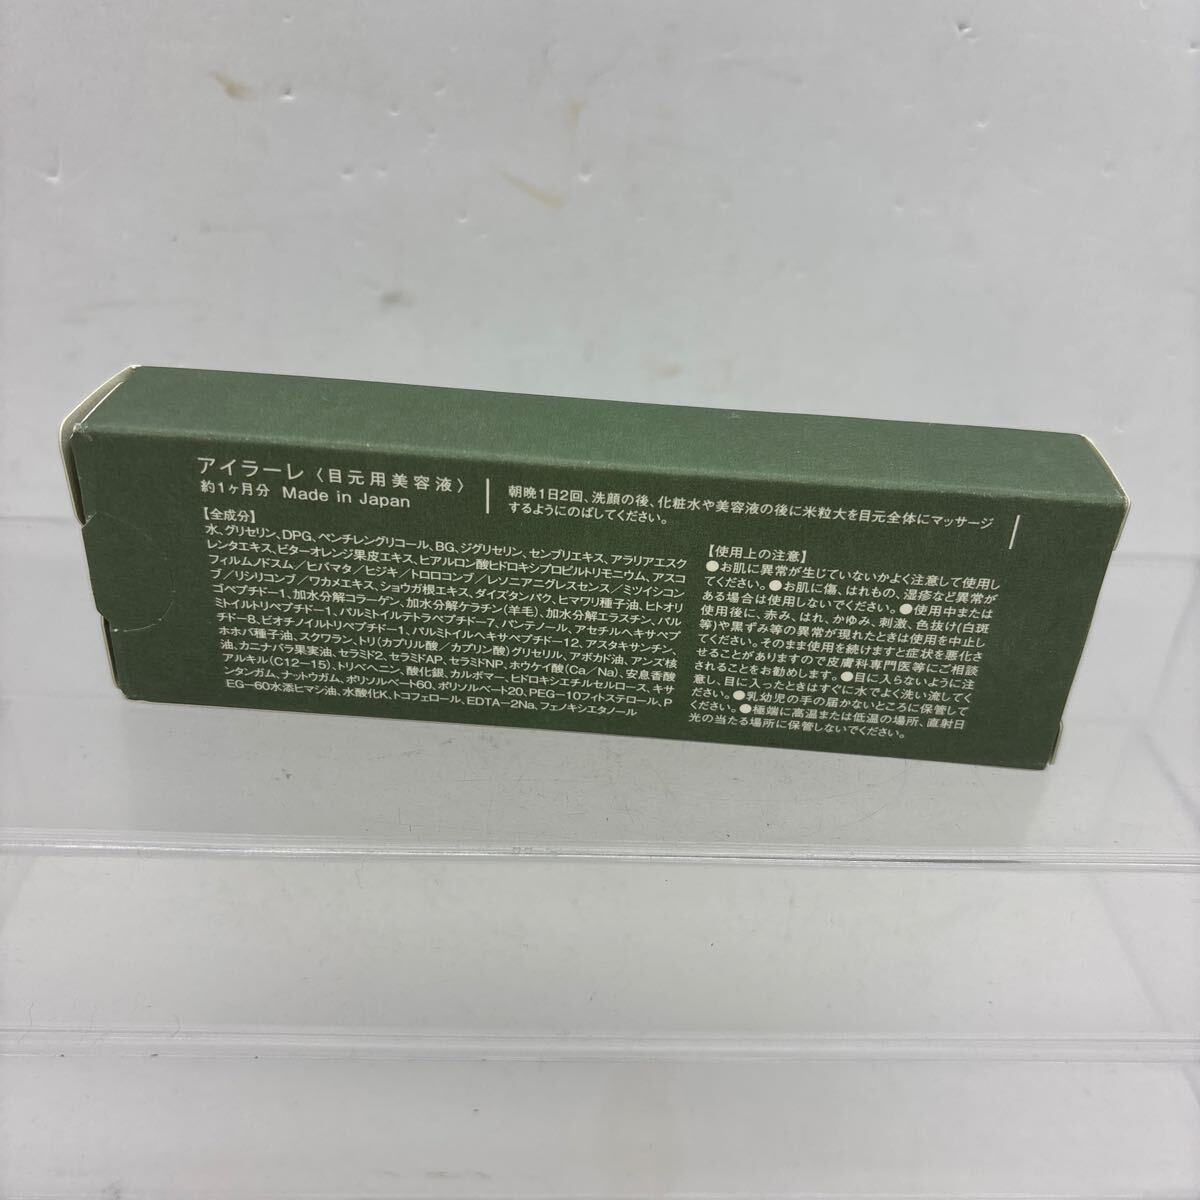 アイラーレ〈目元用美容液〉
約1ヶ月分 Made in Japan
朝晩1日2回、洗顔の後、化粧水や美容液の後に米粒大を目元全体にマッサージ
するようにのばしてください。
【全成分】
水、グリセリン、DPG、ペンチレングリコール、BG、ジグリセリン、センブリエキス、アラリアエスク
レンタエキス、ビターオレンジ果皮エキス、ヒアルロン酸ヒドロキシプロピルトリモニウム、アスコ
フィルムノドスム/ヒバマタ/ヒジキ/トロロコンブ/レソニアニグレスセンス/ミツイシコン
ブ/リシリコンブ/ワカメエキス、ショウガ根エキス、ダイズタンパク、ヒマワリ種子油、ヒトオリ
ゴペプチド-1、加水分解コラーゲン、加水分解ケラチン(羊毛)、加水分解エラスチン、パル
ミトイルトリペプチド-1、パルミトイルテトラペプチド-7、パンテノール、アセチルヘキサペプ
チド-8、ビオチノイルトリペプチド-1、パルミトイルヘキサペプチド-12、アスタキサンチン、
ホホバ種子油、スクワラン、トリ(カプリル酸/カプリン酸)グリセリル、アボカド油、アンズ核
油、カニナバラ果実油、セラミド2、セラミドAP、セラミドNP、ホウケイ酸(Ca/Na)、安息香酸
アルキル(C12-15)、トリベヘニン、酸化銀、カルボマー、ヒドロキシエチルセルロース、キサ
ンタンガム、ナットウガム、ポリソルベート60、ポリソルベート20、PEG-10フィトステロール、P
EG-60水添ヒマシ油、水酸化K、トコフェロール、EDTA-2Na、フェノキシエタノール
【使用上の注意】
●お肌に異常が生じていないかよく注意して使用し
てください。●お肌に傷、はれもの、湿疹など異常が
ある場合は使用しないでください。●使用中または
使用後に、赤み、はれ、かゆみ、刺激、色抜け(白斑
等)や黒ずみ等の異常が現れたときは使用を中止し
てください。そのまま使用を続けますと症状を悪化さ
せることがありますので皮膚科専門医等にご相談
されることをお勧めします。●目に入らないように注
意し、目に入ったときはすぐに水でよく洗い流してく
ださい。●乳幼児の手の届かないところに保管して
ください。●極端に高温または低温の場所、直射日
光の当たる場所に保管しないでください。